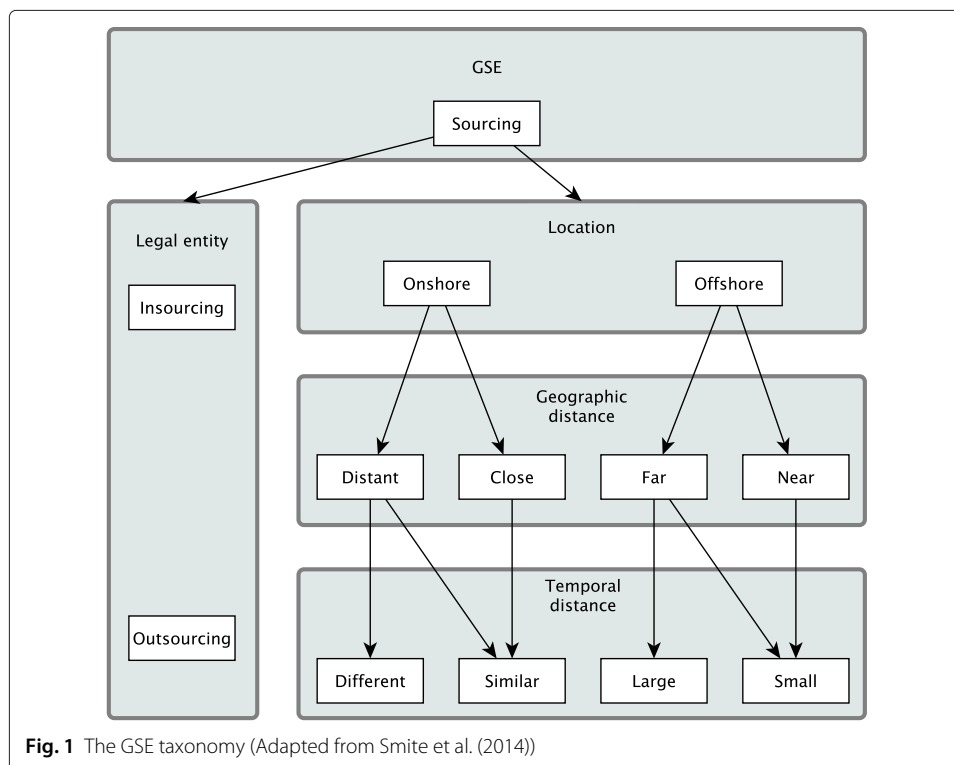 GSE
Sourcing
Legal entity
Insourcing
Outsourcing
Location
Onshore
Offshore
Geographic
distance
Distant
Close
Far
Near
Temporal
distance
Different
Similar
Large
Small
Fig. 1 The GSE taxonomy (Adapted from Smite et al. (2014))